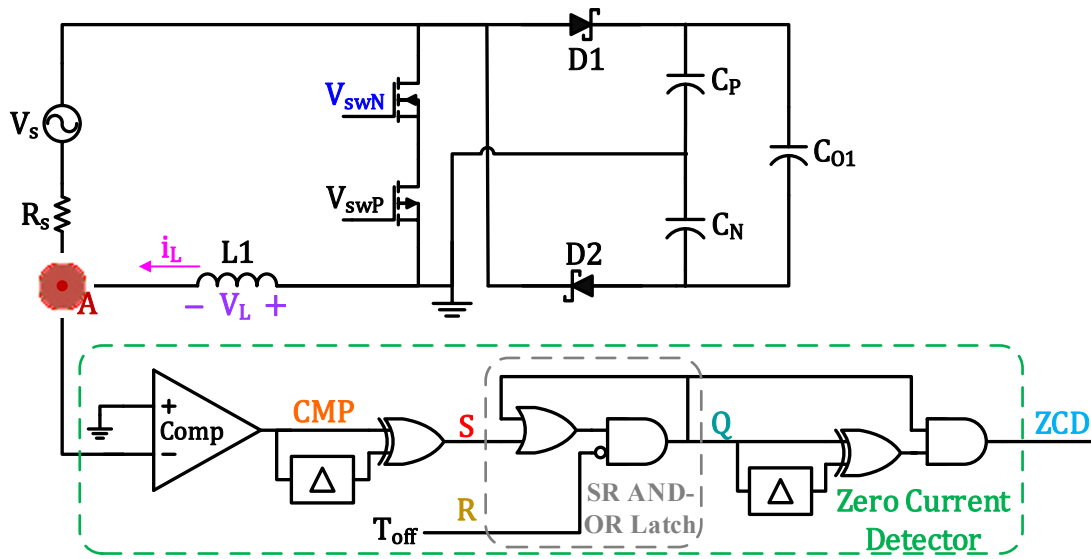 D1
V_swN
C_P
V_s
C_O1
V_swP
R_s
C_N
i_L
L1
D2
A
− V_L +
CMP
+
Comp
−
S
Q
ZCD
Δ
Δ
R
SR AND-
OR Latch
T_off
Zero Current
Detector